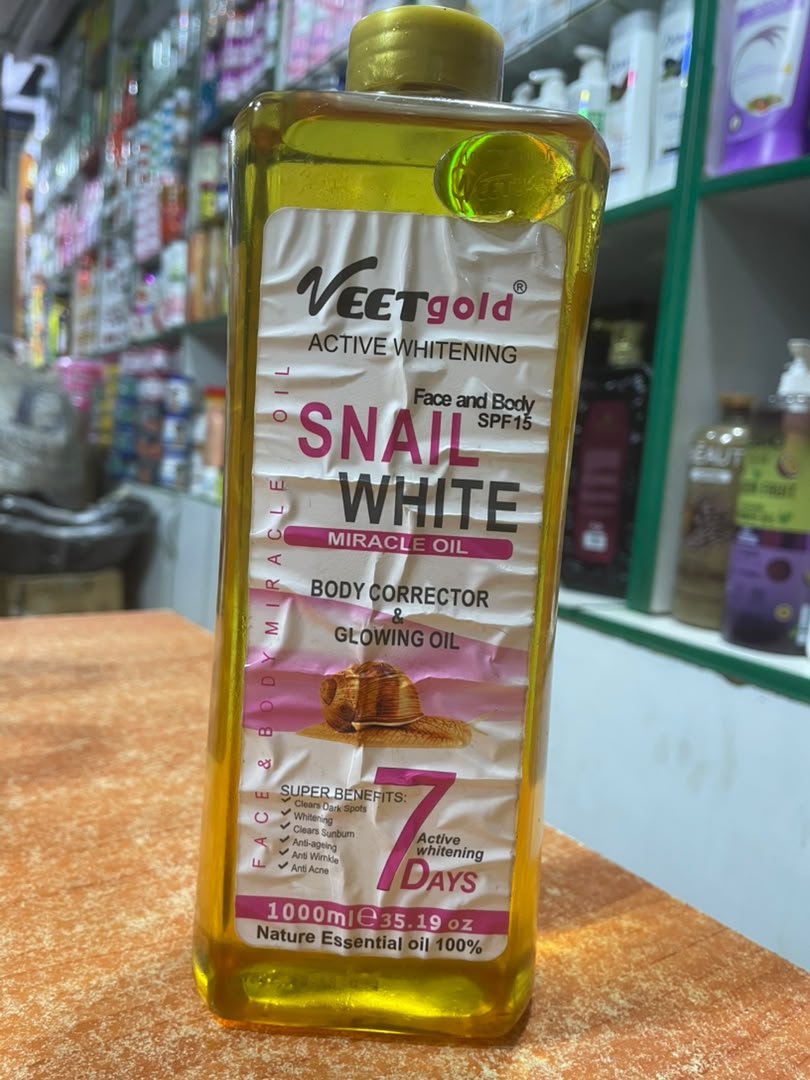 VEETgold®
ACTIVE WHITENING
Face and Body
SPF15
SNAIL
WHITE
MIRACLE OIL
BODY CORRECTOR
&
GLOWING OIL
FACE & BODY MIRACLE OIL
SUPER BENEFITS:
Clears Dark Spots
Whitening
Clears Sunburn
Anti-ageing
Anti Wrinkle
Anti Acne
7
Active
whitening
DAYS
1000ml e 35.19 oz
Nature Essential oil 100%